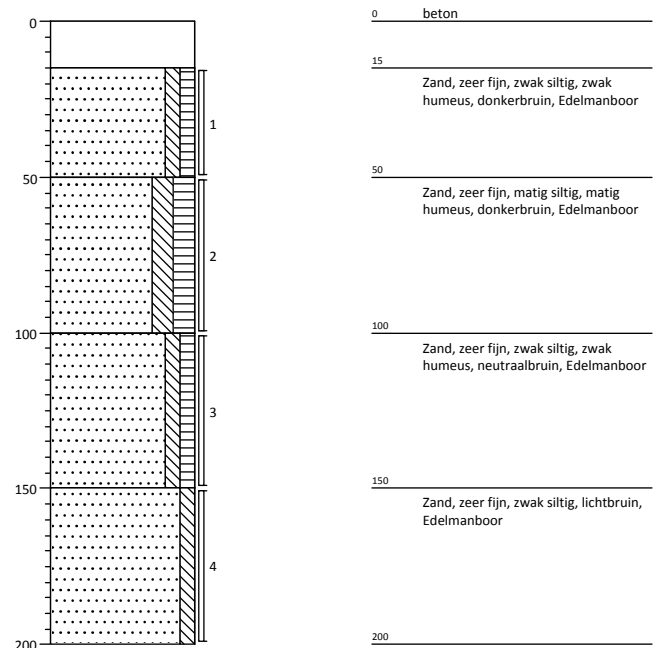 0
50
100
150
200
1
2
3
4
0 beton
15
Zand, zeer fijn, zwak siltig, zwak
humeus, donkerbruin, Edelmanboor
50
Zand, zeer fijn, matig siltig, matig
humeus, donkerbruin, Edelmanboor
100
Zand, zeer fijn, zwak siltig, zwak
humeus, neutraalbruin, Edelmanboor
150
Zand, zeer fijn, zwak siltig, lichtbruin,
Edelmanboor
200